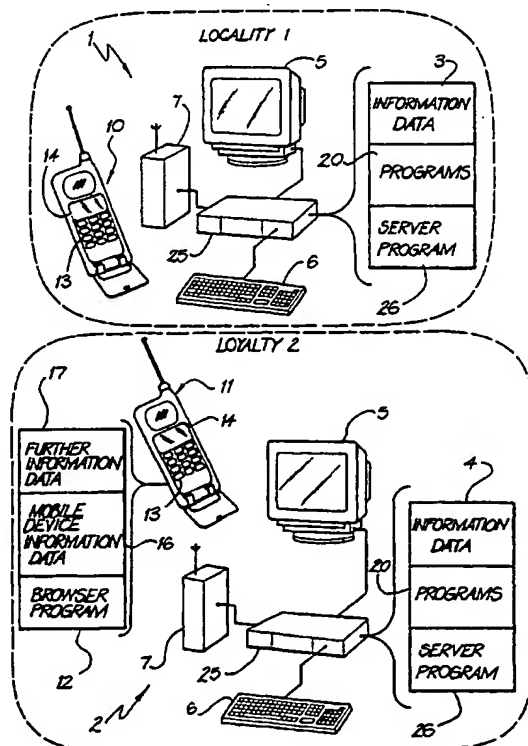 LOCALITY 1
1
5
3
7
INFORMATION DATA
10
14
20
PROGRAMS
13
25
SERVER PROGRAM
6
26
LOYALTY 2
17
11
14
5
4
FURTHER INFORMATION DATA
INFORMATION DATA
13
20
MOBILE DEVICE INFORMATION DATA
16
PROGRAMS
BROWSER PROGRAM
SERVER PROGRAM
7
25
12
2
6
26